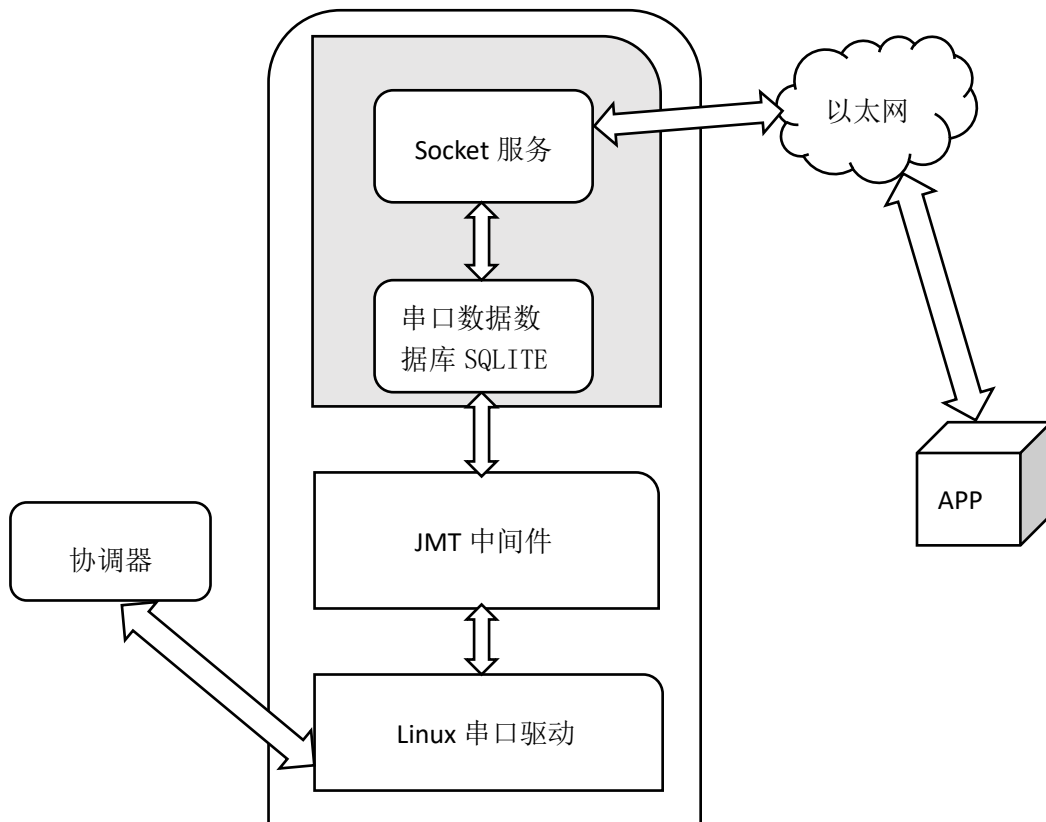 Socket 服务
以太网
串口数据数
据库 SQLITE
APP
JMT 中间件
协调器
Linux 串口驱动